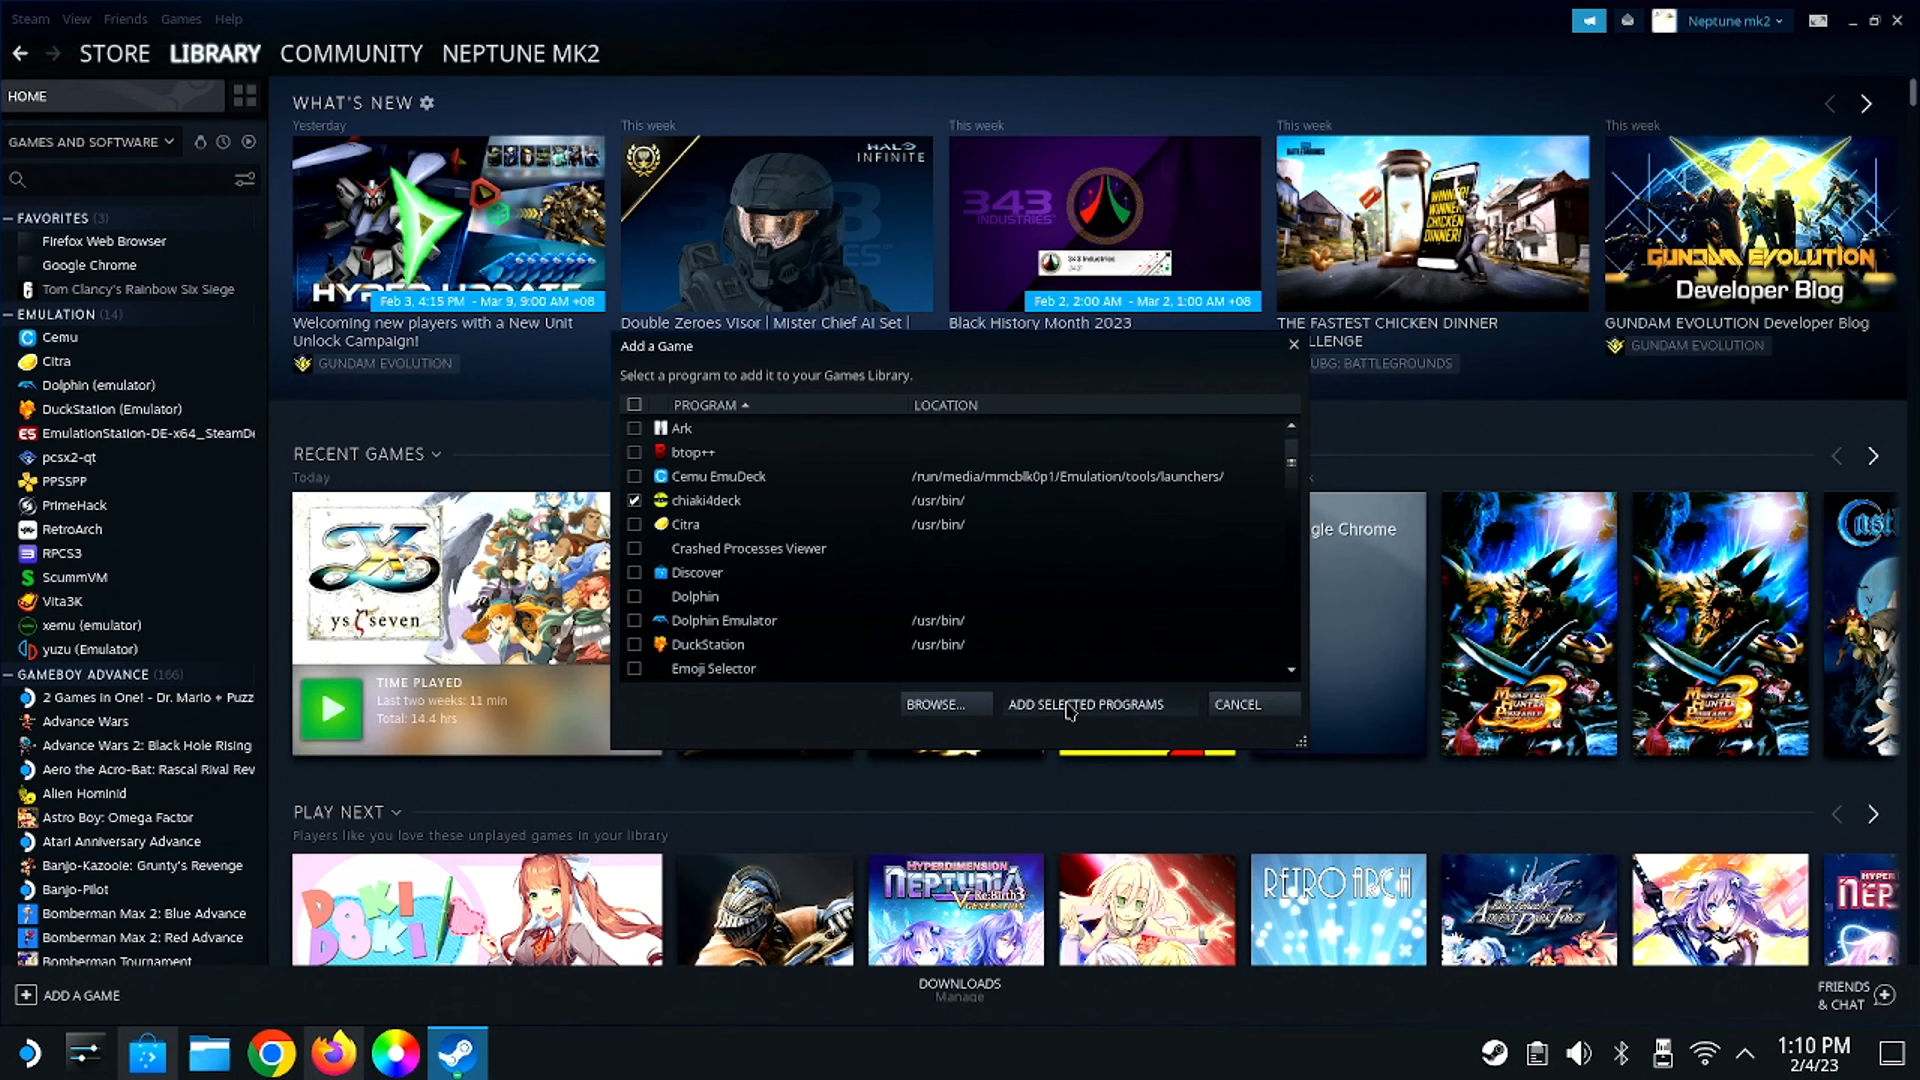 Steam View Friends Games Help
Neptune mk2
STORE LIBRARY COMMUNITY NEPTUNE MK2
HOME
GAMES AND SOFTWARE
FAVORITES (3)
Firefox Web Browser
Google Chrome
Tom Clancy's Rainbow Six Siege
EMULATION (14)
Cemu
Citra
Dolphin (emulator)
DuckStation (Emulator)
EmulationStation-DE-x64_SteamDe
pcsx2-qt
PPSSPP
PrimeHack
RetroArch
RPCS3
ScummVM
Vita3K
xemu (emulator)
yuzu (Emulator)
GAMEBOY ADVANCE (166)
2 Games in One! - Dr. Mario + Puzz
Advance Wars
Advance Wars 2: Black Hole Rising
Aero the Acro-Bat: Rascal Rival Rev
Alien Hominid
Astro Boy: Omega Factor
Atari Anniversary Advance
Banjo-Kazooie: Grunty's Revenge
Banjo-Pilot
Bomberman Max 2: Blue Advance
Bomberman Max 2: Red Advance
Bomberman Tournament
ADD A GAME
WHAT'S NEW
Yesterday
Feb 3, 4:15 PM - Mar 9, 9:00 AM +08
Welcoming new players with a New Unit
Unlock Campaign!
GUNDAM EVOLUTION
This week
HALO
INFINITE
Double Zeroes Visor | Mister Chief AI Set |
This week
343
INDUSTRIES
343 Industries
Feb 2, 2:00 AM - Mar 2, 1:00 AM +08
Black History Month 2023
This week
WINNER!
WINNER
CHICKEN
DINNER!
THE FASTEST CHICKEN DINNER
LLENGE
UBG: BATTLEGROUNDS
This week
GUNDAM EVOLUTION
Developer Blog
GUNDAM EVOLUTION Developer Blog
GUNDAM EVOLUTION
Add a Game
Select a program to add it to your Games Library.
PROGRAM LOCATION
Ark
btop++
Cemu EmuDeck /run/media/mmcblk0p1/Emulation/tools/launchers/
chiaki4deck /usr/bin/
Citra /usr/bin/
Crashed Processes Viewer
Discover
Dolphin
Dolphin Emulator /usr/bin/
DuckStation /usr/bin/
Emoji Selector
BROWSE... ADD SELECTED PROGRAMS CANCEL
RECENT GAMES
Today
Ys
ys seven
TIME PLAYED
Last two weeks: 11 min
Total: 14.4 hrs
gle Chrome
PLAY NEXT
Players like you love these unplayed games in your library
DOKI
DOKI
HYPERDIMENSION
NEPTUNIA
Re;Birth3
V GENERATION
RETRO ARCH
DOWNLOADS
Manage
FRIENDS
& CHAT
1:10 PM
2/4/23